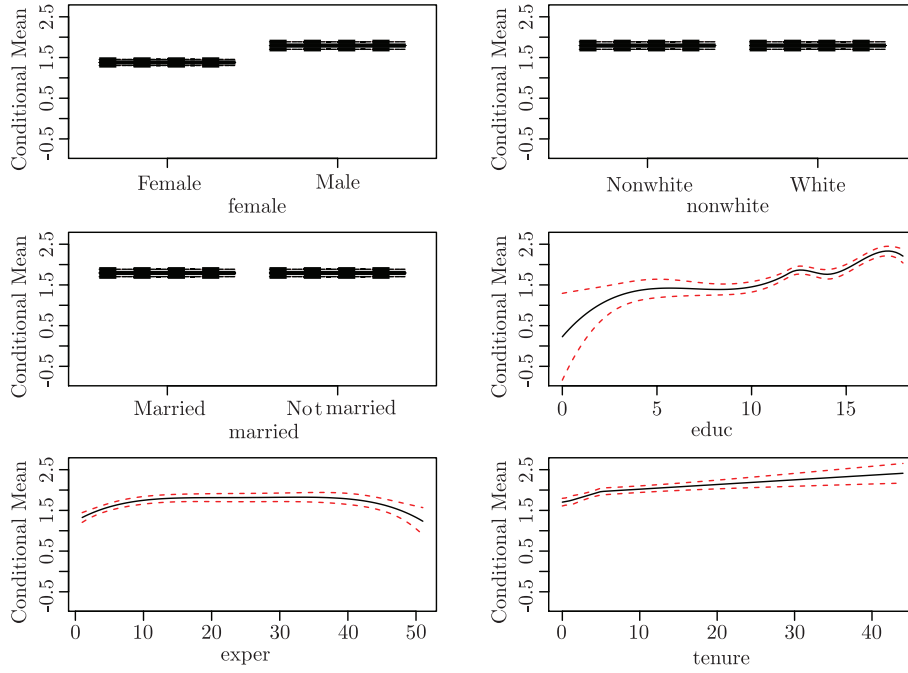 Conditional Mean
2.5
1.5
0.5
-0.5
Female
Male
female
Conditional Mean
2.5
1.5
0.5
-0.5
Nonwhite
White
nonwhite
Conditional Mean
2.5
1.5
0.5
-0.5
Married
Not married
married
Conditional Mean
2.5
1.5
0.5
-0.5
0 5 10 15
educ
Conditional Mean
2.5
1.5
0.5
-0.5
0 10 20 30 40 50
exper
Conditional Mean
2.5
1.5
0.5
-0.5
0 10 20 30 40
tenure